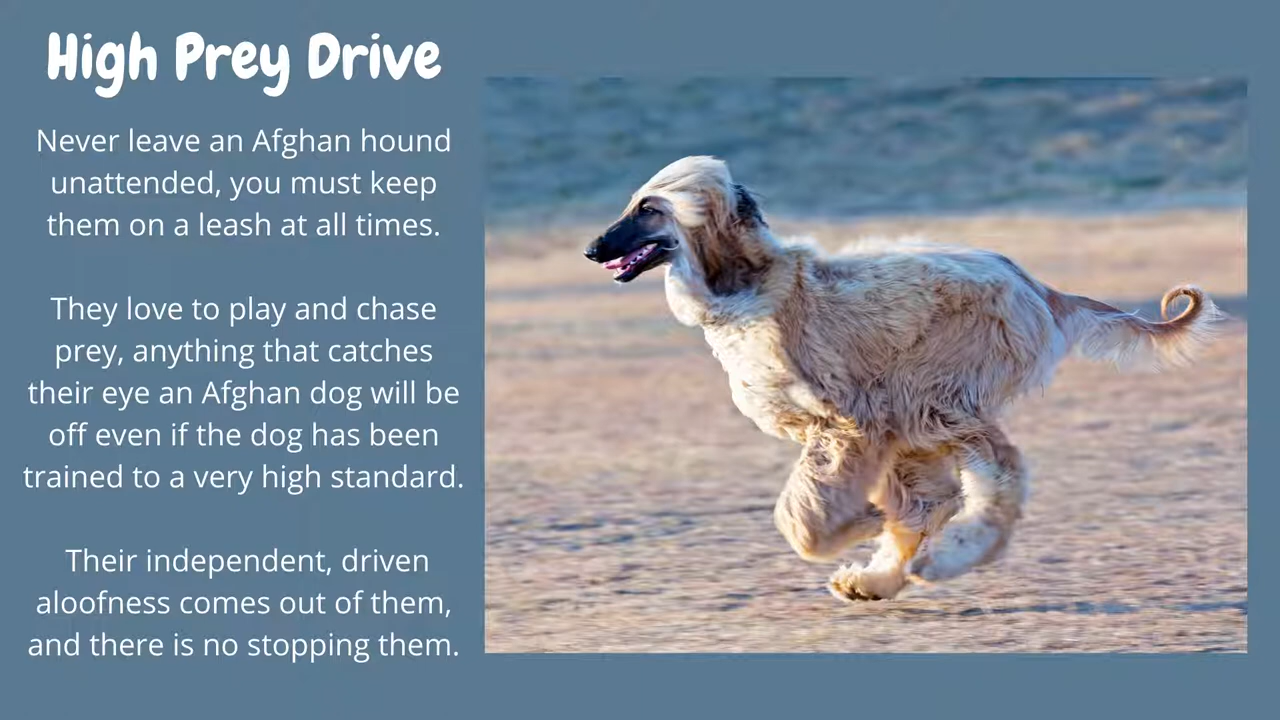 High Prey Drive
Never leave an Afghan hound
unattended, you must keep
them on a leash at all times.
They love to play and chase
prey, anything that catches
their eye an Afghan dog will be
off even if the dog has been
trained to a very high standard.
Their independent, driven
aloofness comes out of them,
and there is no stopping them.